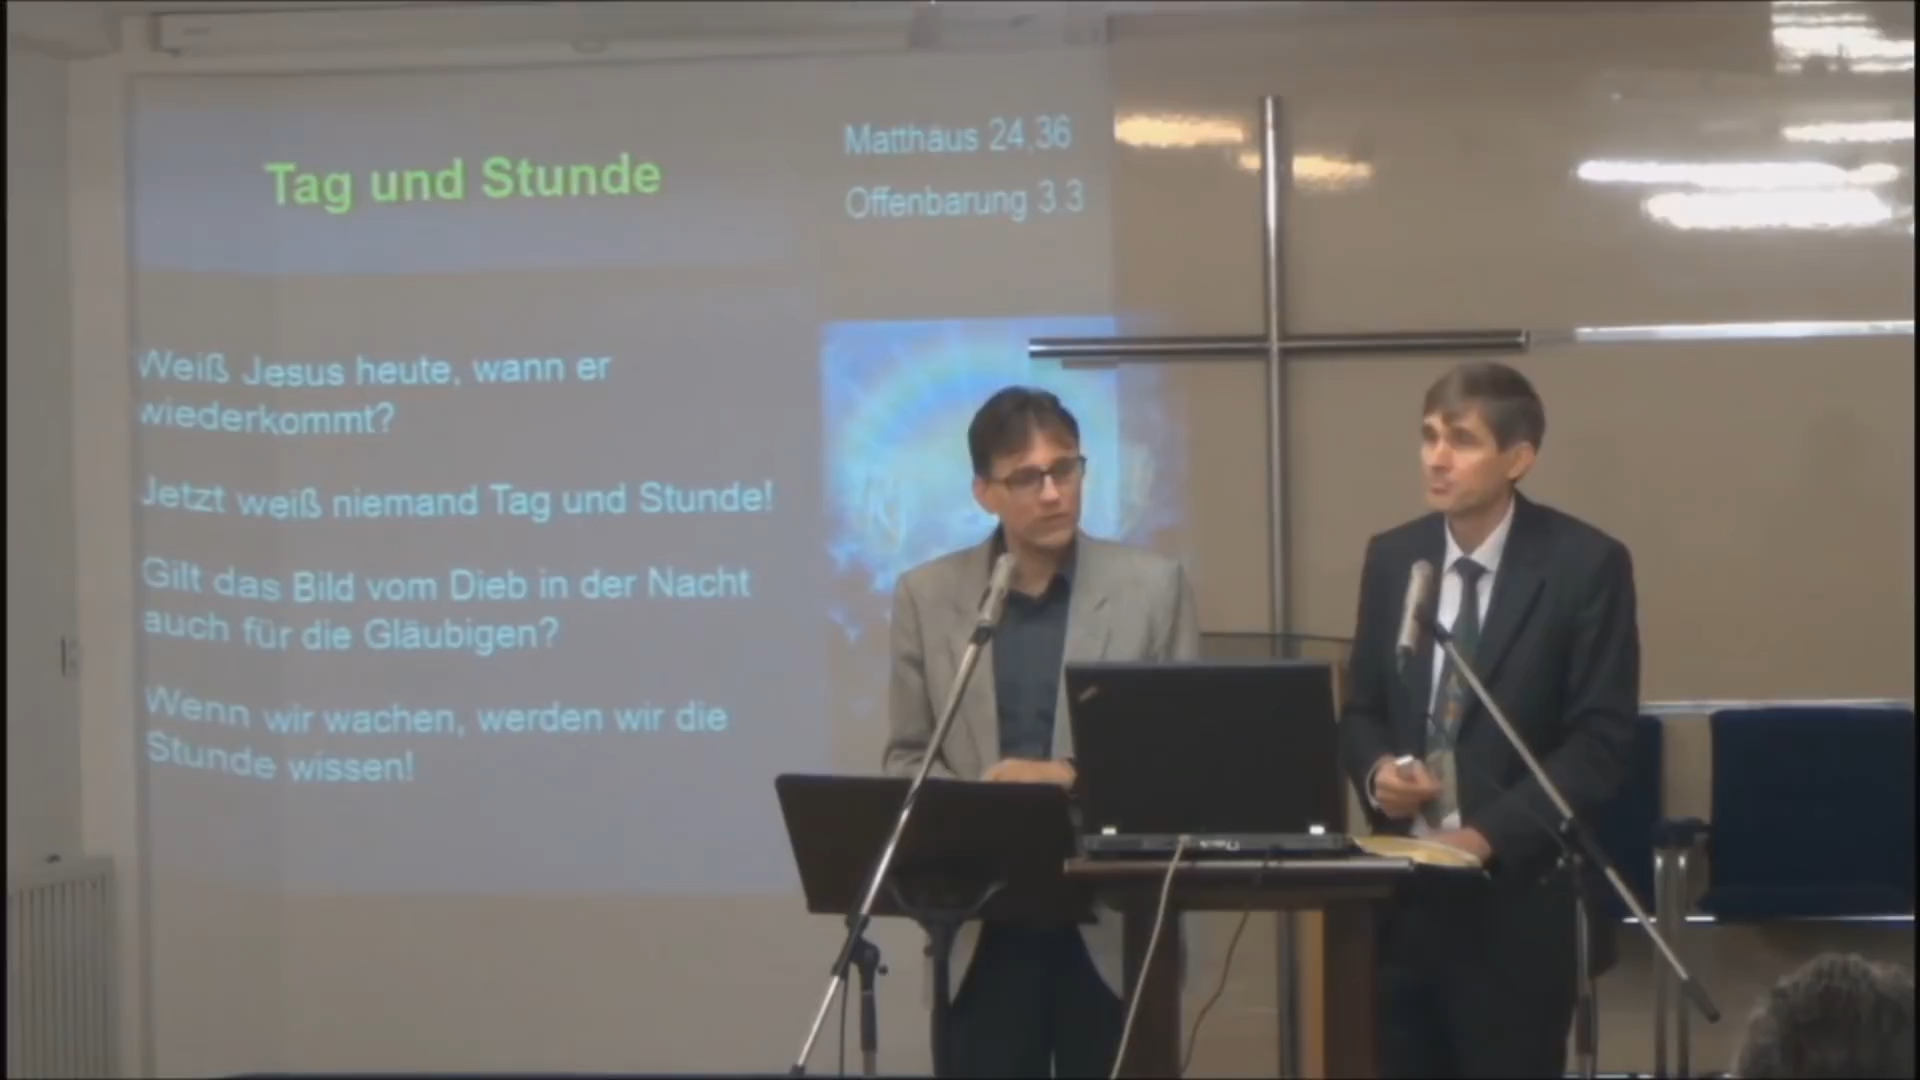 Tag und Stunde
Matthäus 24,36
Offenbarung 3,3
Weiß Jesus heute, wann er
wiederkommt?
Jetzt weiß niemand Tag und Stunde!
Gilt das Bild vom Dieb in der Nacht
auch für die Gläubigen?
Wenn wir wachen, werden wir die
Stunde wissen!